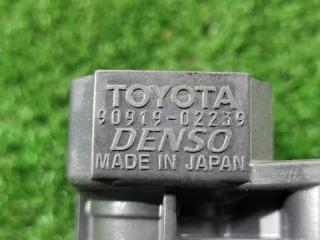 TOYOTA
90919-02239
DENSO
MADE IN JAPAN